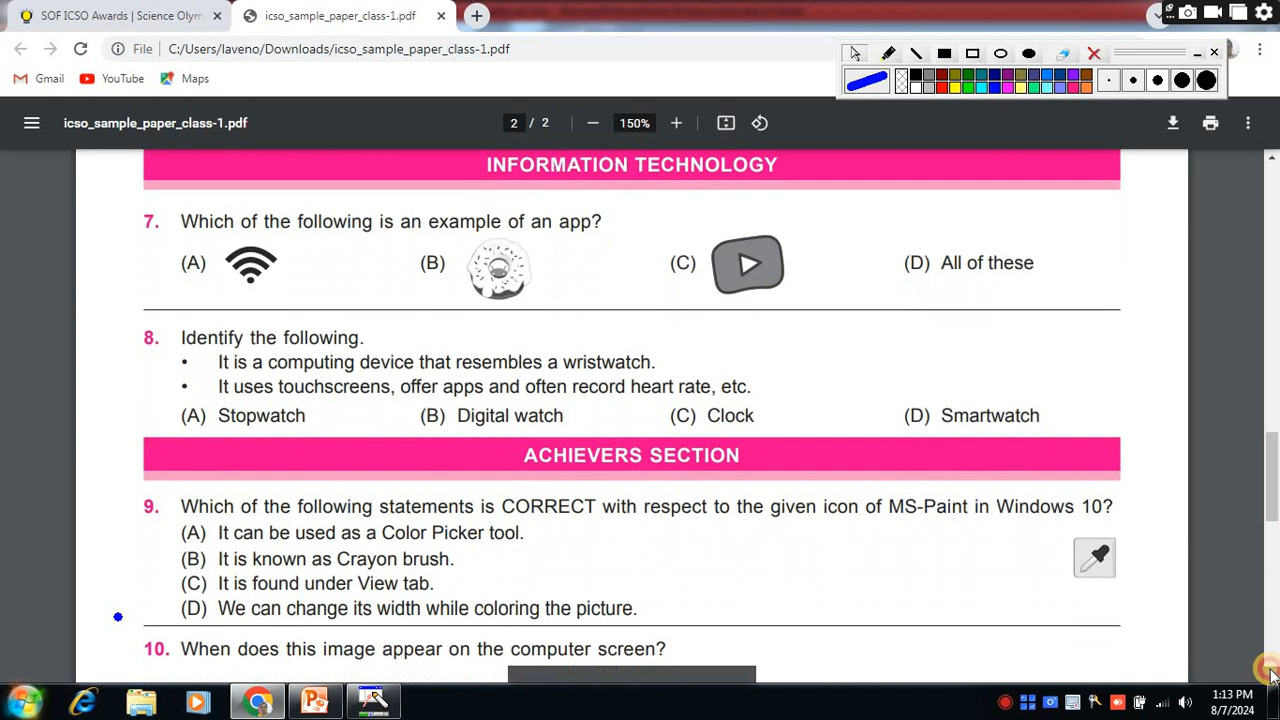 SOF ICSO Awards | Science Olym
icso_sample_paper_class-1.pdf
File
C:/Users/laveno/Downloads/icso_sample_paper_class-1.pdf
Gmail
YouTube
Maps
icso_sample_paper_class-1.pdf
2 / 2
150%
INFORMATION TECHNOLOGY
7. Which of the following is an example of an app?
(A) (B) (C) (D) All of these
8. Identify the following.
• It is a computing device that resembles a wristwatch.
• It uses touchscreens, offer apps and often record heart rate, etc.
(A) Stopwatch (B) Digital watch (C) Clock (D) Smartwatch
ACHIEVERS SECTION
9. Which of the following statements is CORRECT with respect to the given icon of MS-Paint in Windows 10?
(A) It can be used as a Color Picker tool.
(B) It is known as Crayon brush.
(C) It is found under View tab.
(D) We can change its width while coloring the picture.
10. When does this image appear on the computer screen?
1:13 PM
8/7/2024